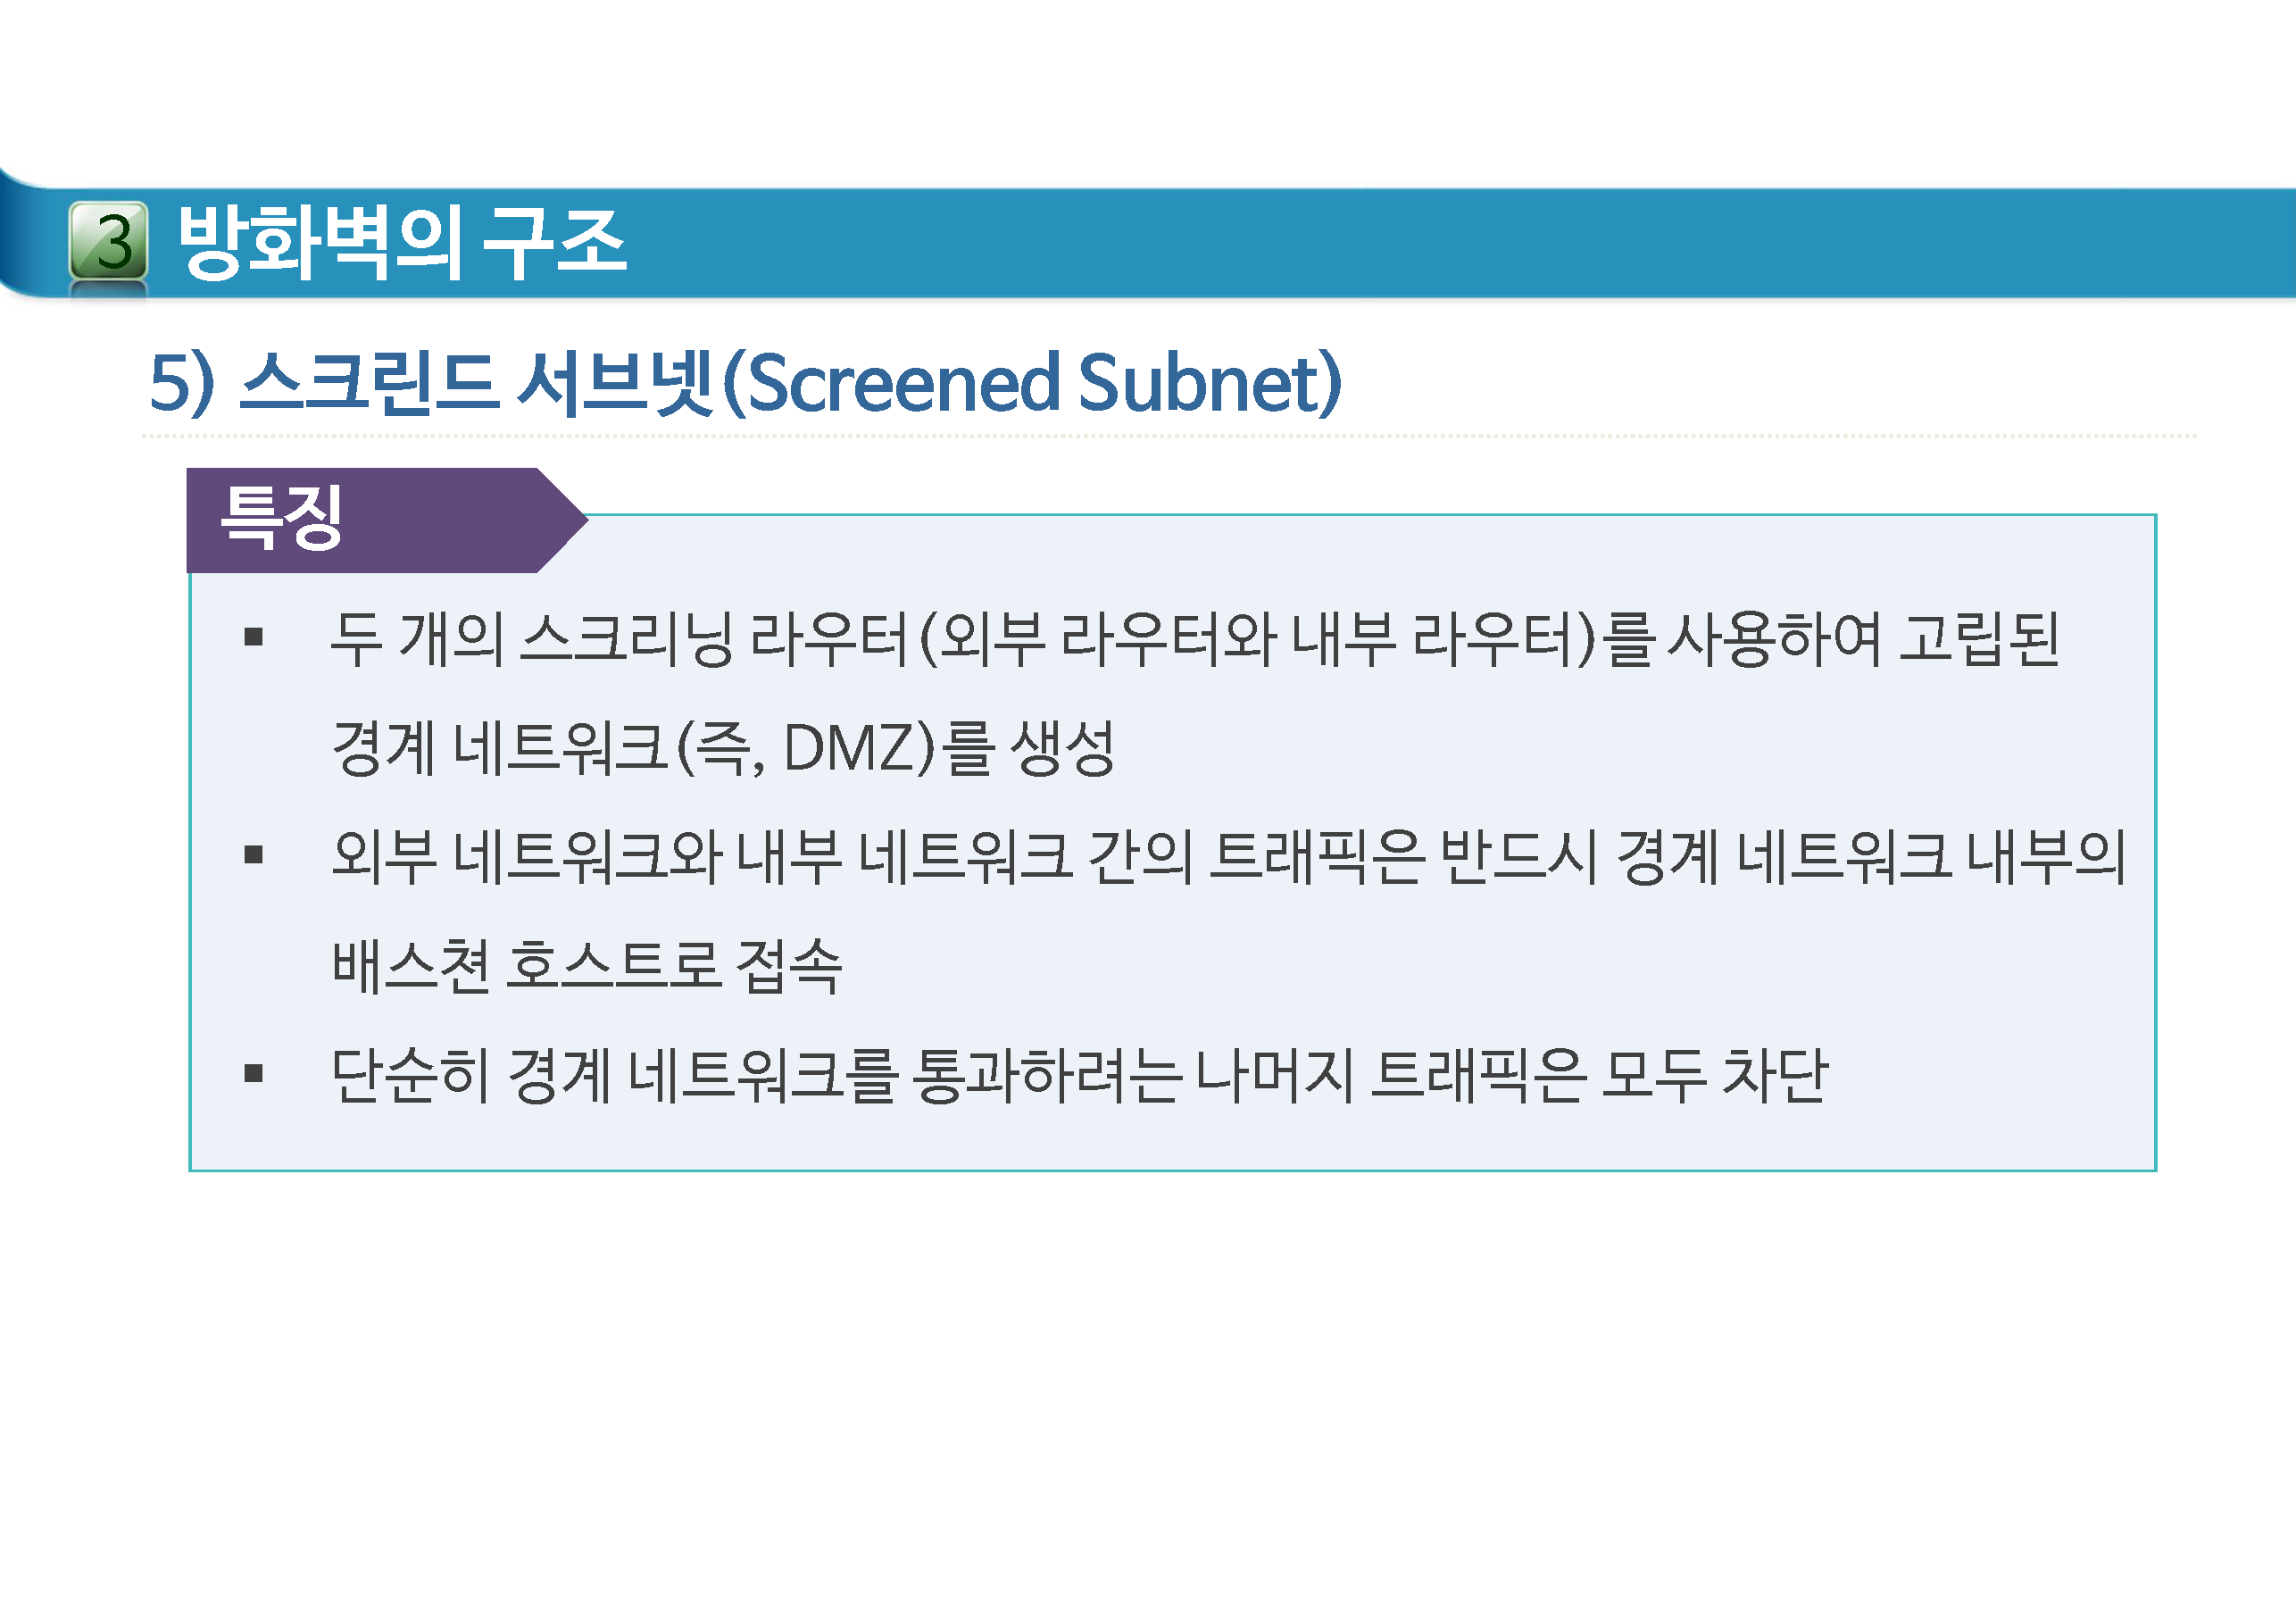 3 방화벽의 구조
5) 스크린드 서브넷(Screened Subnet)
특징
▪ 두 개의 스크리닝 라우터(외부 라우터와 내부 라우터)를 사용하여 고립된
경계 네트워크(즉, DMZ)를 생성
▪ 외부 네트워크와 내부 네트워크 간의 트래픽은 반드시 경계 네트워크 내부의
배스쳔 호스트로 접속
▪ 단순히 경계 네트워크를 통과하려는 나머지 트래픽은 모두 차단